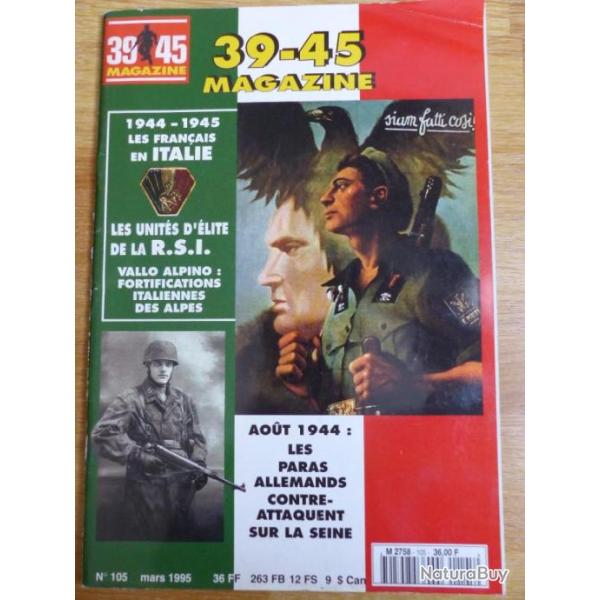 39 45
MAGAZINE
39-45
MAGAZINE
1944 - 1945
LES FRANÇAIS
EN ITALIE
LES UNITÉS D'ÉLITE
DE LA R.S.I.
VALLO ALPINO :
FORTIFICATIONS
ITALIENNES
DES ALPES
siam fatti così!
AOÛT 1944 :
LES
PARAS
ALLEMANDS
CONTRE-
ATTAQUENT
SUR LA SEINE
M 2758 - 105 - 36,00 F
N° 105 mars 1995 36 FF 263 FB 12 FS 9 $ Can
NaturaBuy